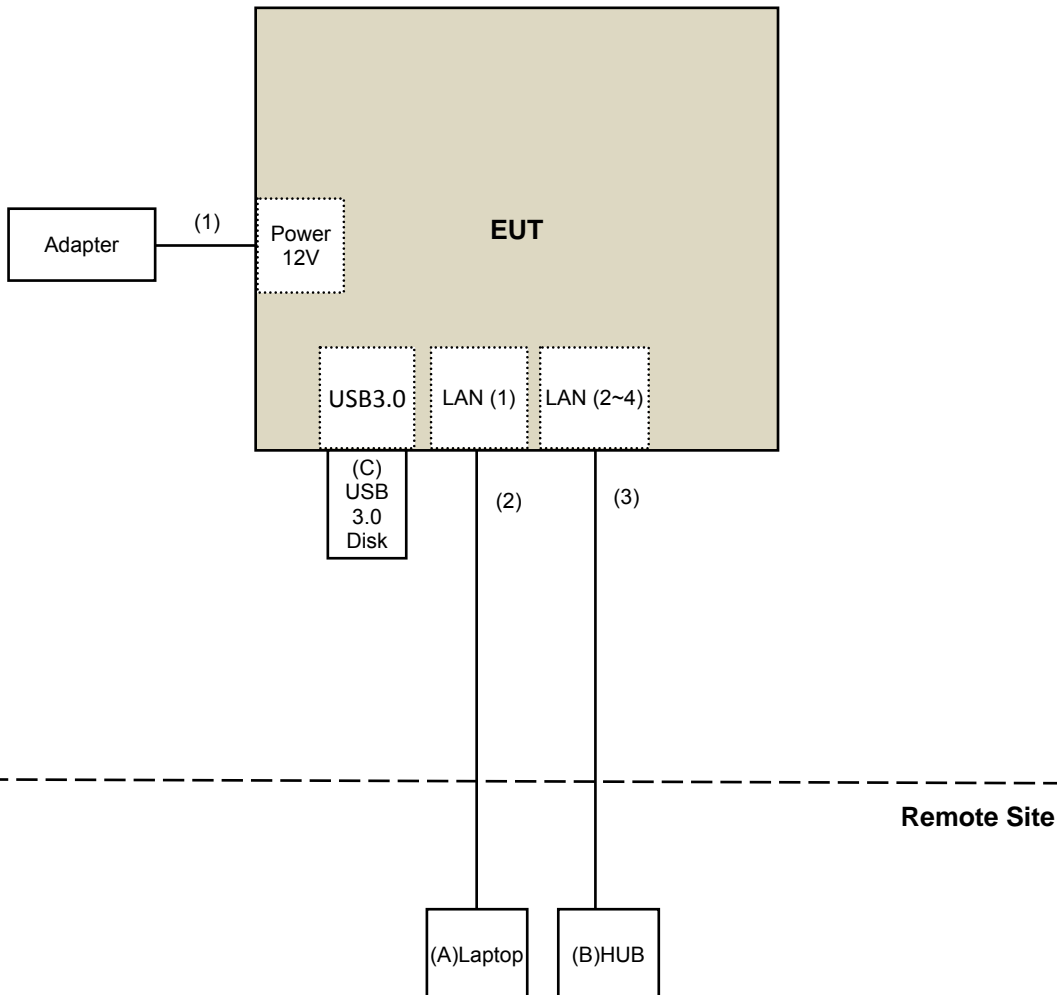 EUT
(1)
Adapter
Power
12V
USB3.0
LAN (1)
LAN (2~4)
(C)
USB
3.0
Disk
(2)
(3)
Remote Site
(A)Laptop
(B)HUB